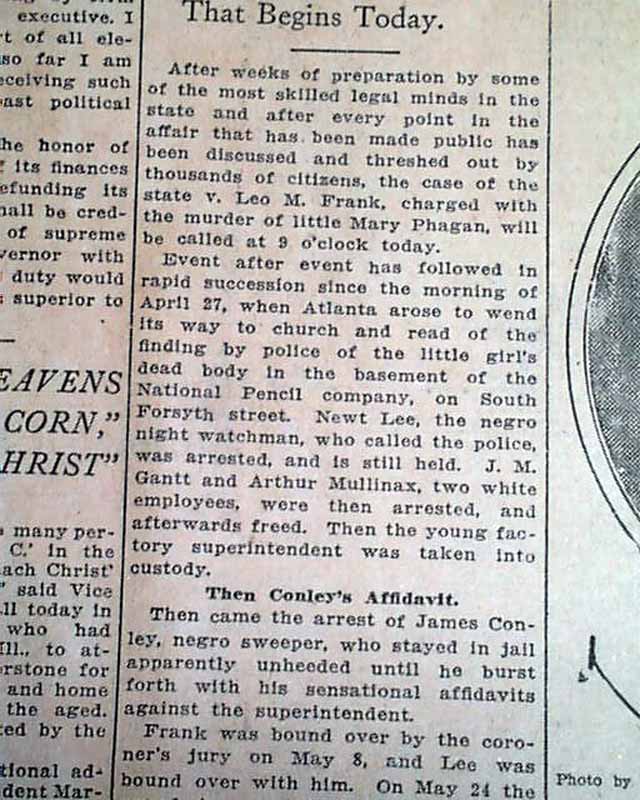 executive. I
t of all ele-
so far I am
eceiving such
ast political
he honor of
its finances
efunding its
hall be cred-
of supreme
vernor with
duty would
superior to
EAVENS
CORN,"
HRIST"
many per-
C.' in the
ach Christ'
" said Vice
ll today in
who had
Ill., to at-
rstone for
and home
the aged.
ted by the
tional ad-
dent Mar-
That Begins Today.
After weeks of preparation by some
of the most skilled legal minds in the
state and after every point in the
affair that has been made public has
been discussed and threshed out by
thousands of citizens, the case of the
state v. Leo M. Frank, charged with
the murder of little Mary Phagan, will
be called at 9 o'clock today.
Event after event has followed in
rapid succession since the morning of
April 27, when Atlanta arose to wend
its way to church and read of the
finding by police of the little girl's
dead body in the basement of the
National Pencil company, on South
Forsyth street. Newt Lee, the negro
night watchman, who called the police,
was arrested, and is still held. J. M.
Gantt and Arthur Mullinax, two white
employees, were then arrested, and
afterwards freed. Then the young fac-
tory superintendent was taken into
custody.
Then Conley's Affidavit.
Then came the arrest of James Con-
ley, negro sweeper, who stayed in jail
apparently unheeded until he burst
forth with his sensational affidavits
against the superintendent.
Frank was bound over by the coro-
ner's jury on May 8, and Lee was
bound over with him. On May 24 the
Photo by